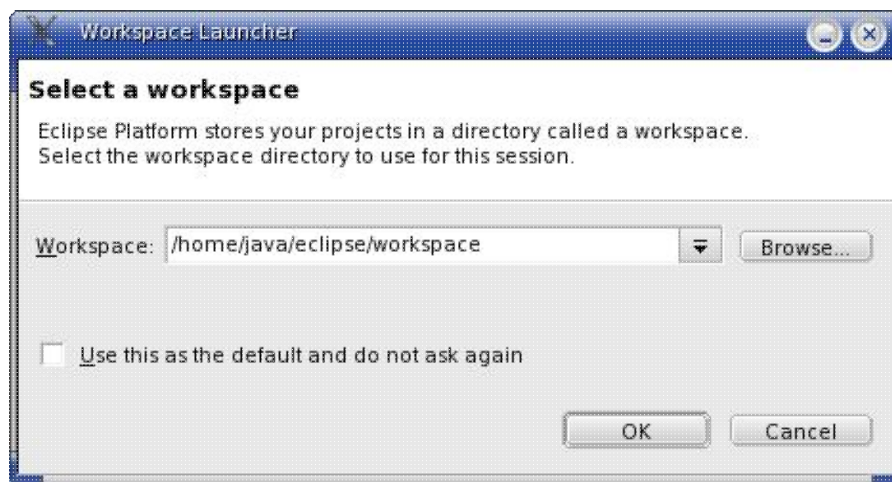 Workspace Launcher
Select a workspace
Eclipse Platform stores your projects in a directory called a workspace.
Select the workspace directory to use for this session.
Workspace: /home/java/eclipse/workspace Browse...
Use this as the default and do not ask again
OK Cancel